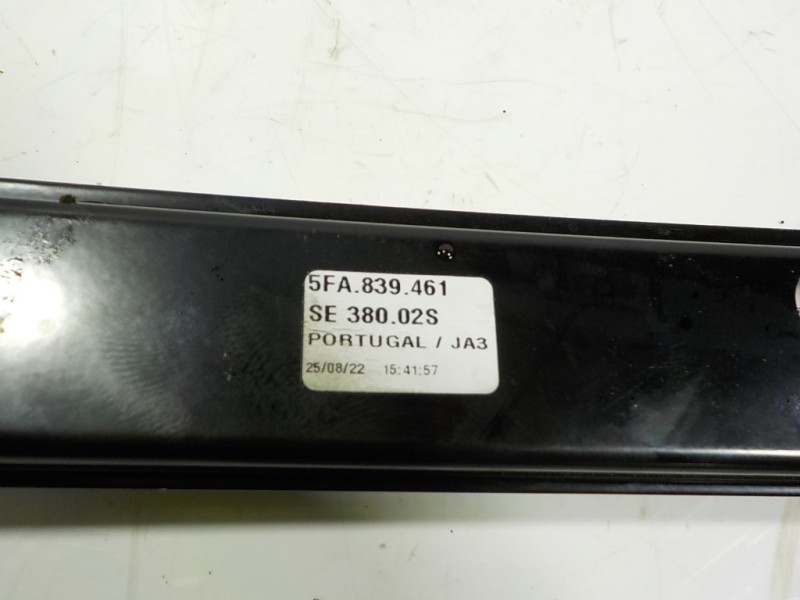 5FA.839.461
SE 380.02S
PORTUGAL / JA3
25/08/22 15:41:57